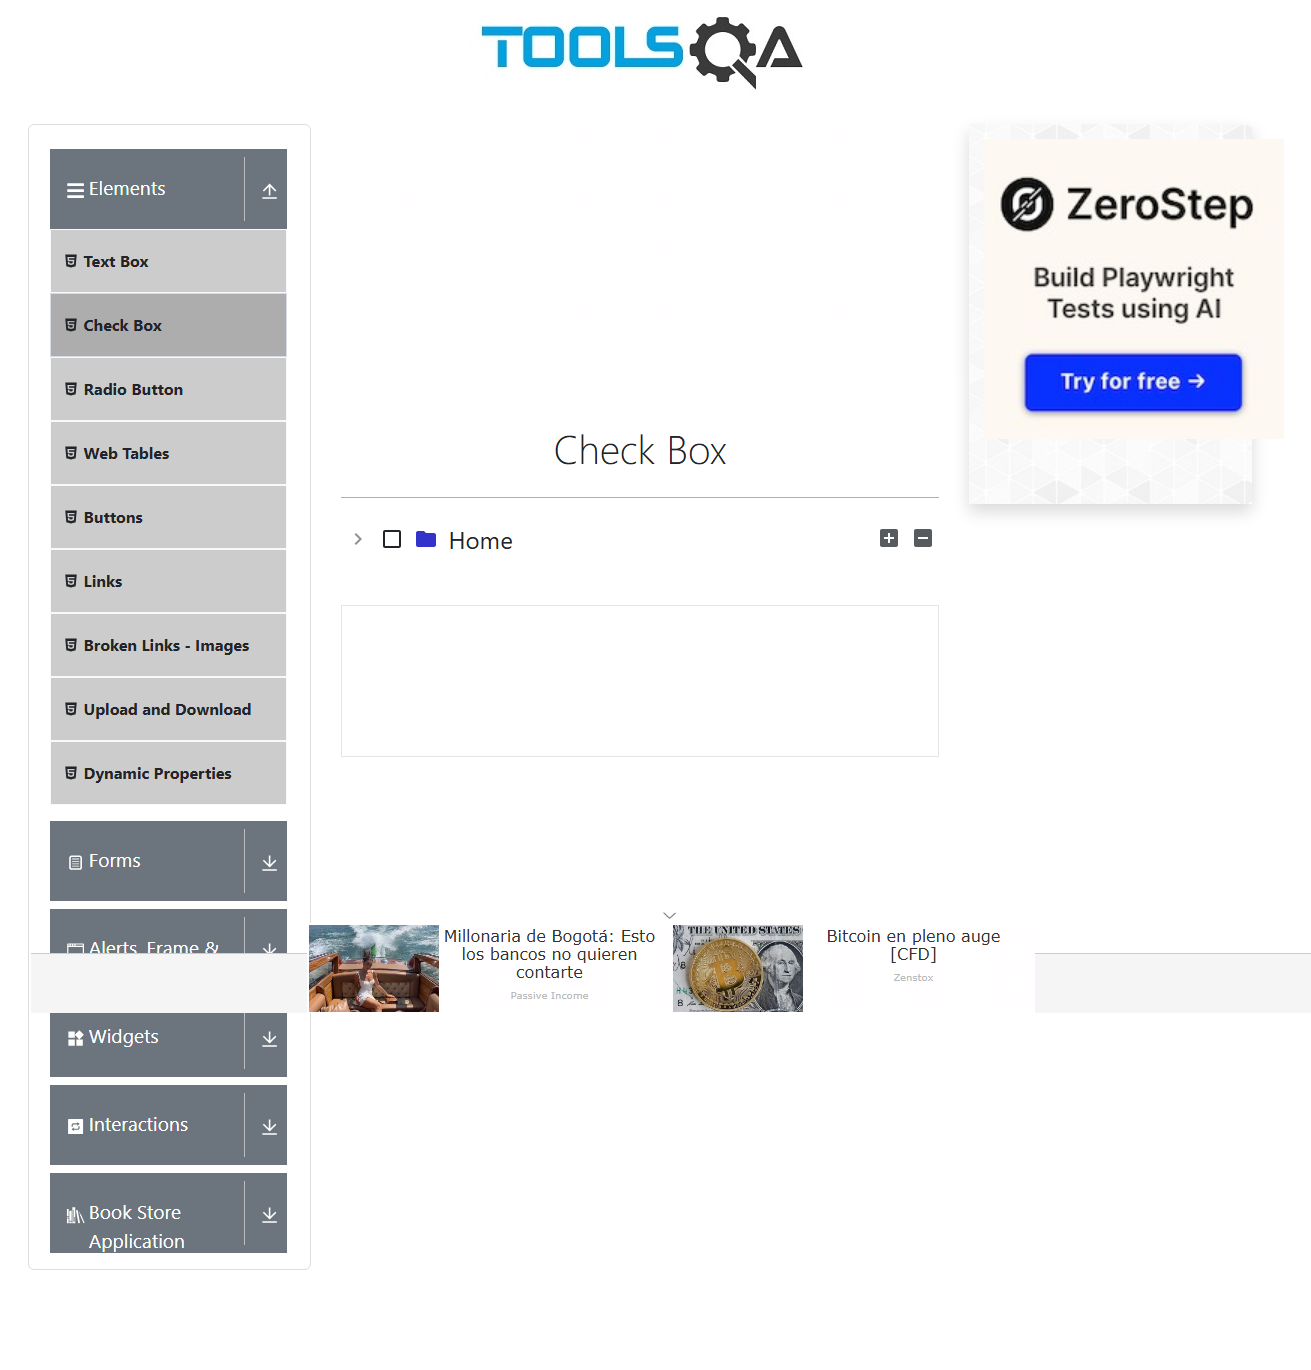 TOOLSQA
Elements
Text Box
Check Box
Radio Button
Web Tables
Buttons
Links
Broken Links - Images
Upload and Download
Dynamic Properties
Forms
Alerts, Frame &
Widgets
Interactions
Book Store
Application
Check Box
Home
ZeroStep
Build Playwright
Tests using AI
Try for free →
Millonaria de Bogotá: Esto
los bancos no quieren
contarte
Passive Income
THE UNITED STATES
Bitcoin en pleno auge
[CFD]
Zenstox